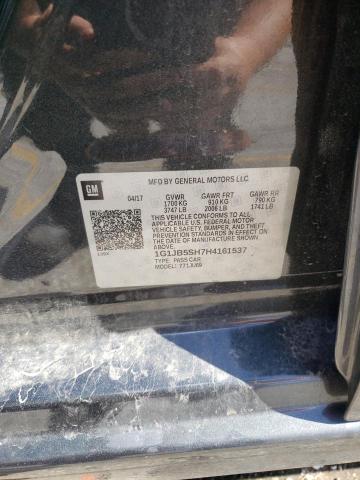 MFD BY GENERAL MOTORS LLC
GM
04/17 GVWR GAWR FRT GAWR RR
1700 KG 910 KG 790 KG
3747 LB 2006 LB 1741 LB
THIS VEHICLE CONFORMS TO ALL
APPLICABLE U.S. FEDERAL MOTOR
VEHICLE SAFETY, BUMPER, AND THEFT
PREVENTION STANDARDS IN EFFECT ON THE
DATE OF MANUFACTURE SHOWN
ABOVE.
1G1JB5SH7H4161537
TYPE: PASS CAR
MODEL: 771JU69